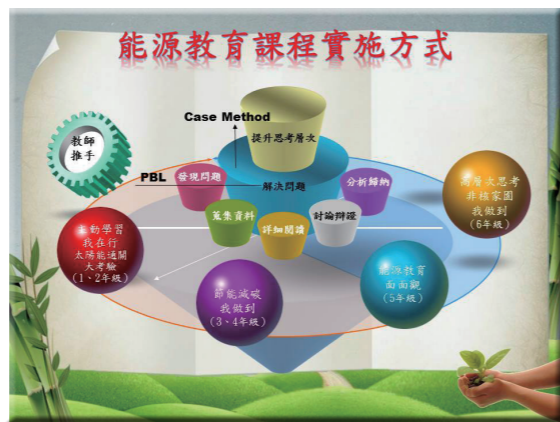 能源教育課程實施方式
教師
推手
Case Method
提升思考層次
PBL
發現問題
解決問題
分析歸納
蒐集資料
詳細閱讀
討論辯證
高層次思考
非核家園
我做到
(6年級)
主動學習
我在行
太陽能通關
大考驗
(1、2年級)
節能減碳
我做到
(3、4年級)
能源教育
面面觀
(5年級)